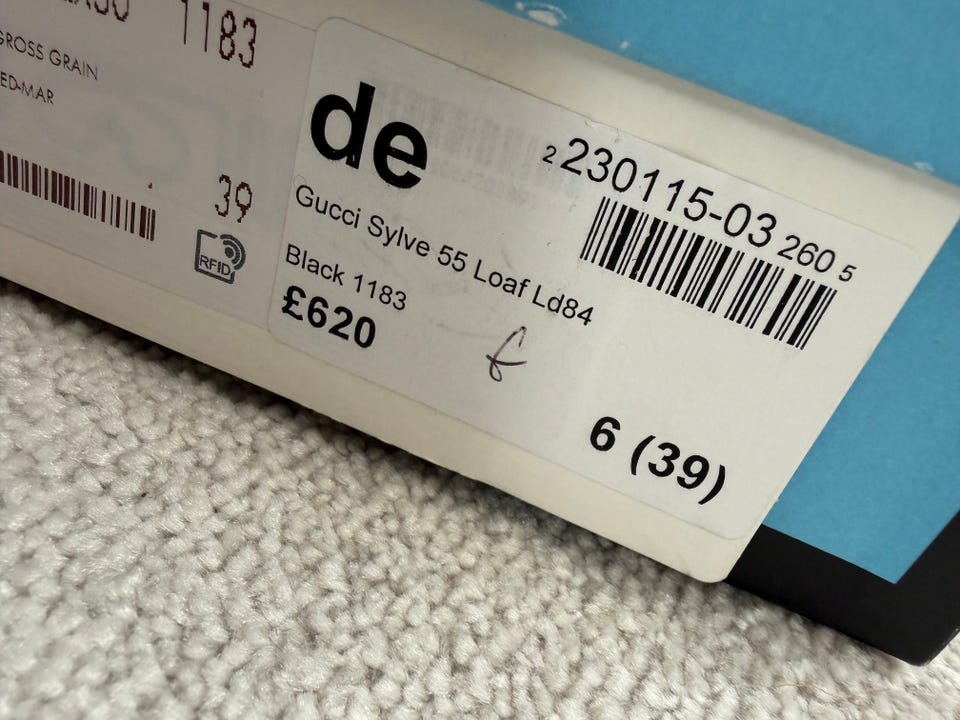 1183
GROSS GRAIN
ED-MAR
39
RFID
de
2 230115-03 260 5
Gucci Sylve 55 Loaf Ld84
Black 1183
£620
6
6 (39)